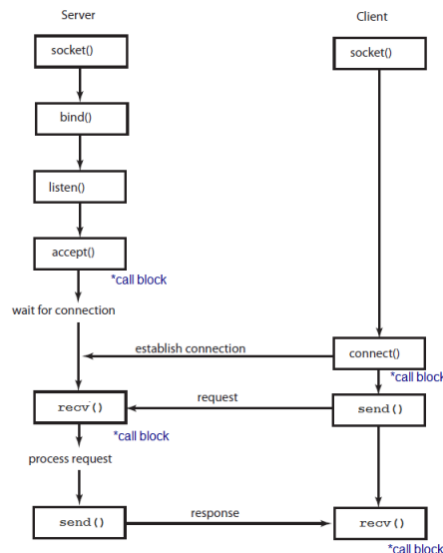 Server
Client
socket()
socket()
bind()
listen()
accept()
*call block
wait for connection
establish connection
connect()
*call block
recv()
request
send()
*call block
process request
send()
response
recv()
*call block